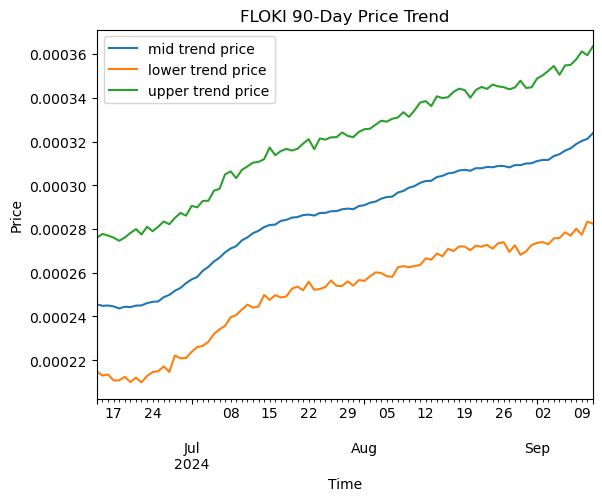 FLOKI 90-Day Price Trend
mid trend price
lower trend price
upper trend price
0.00036
0.00034
0.00032
0.00030
0.00028
0.00026
0.00024
0.00022
Price
17 24 08 15 22 29 05 12 19 26 02 09
Jul Aug Sep
2024
Time